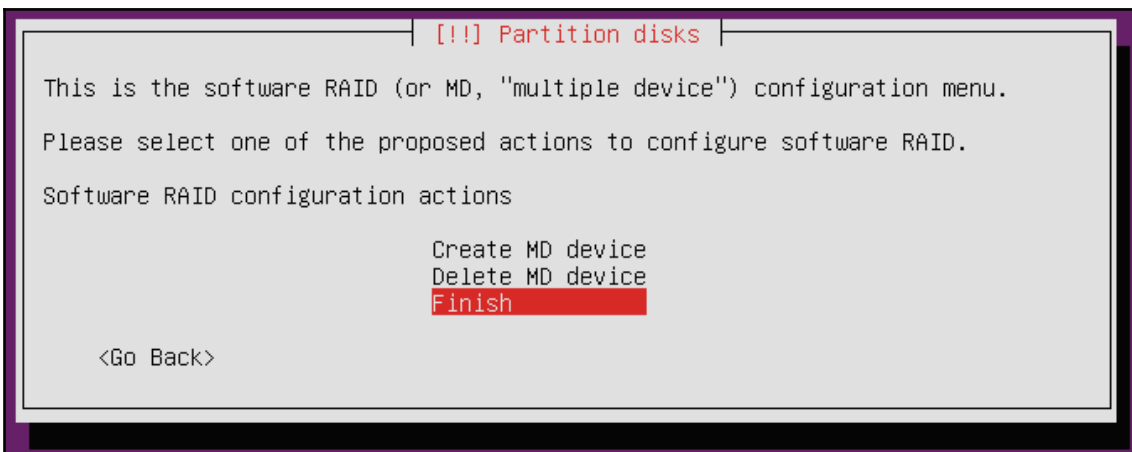 [!!] Partition disks
This is the software RAID (or MD, "multiple device") configuration menu.
Please select one of the proposed actions to configure software RAID.
Software RAID configuration actions
Create MD device
Delete MD device
Finish
<Go Back>